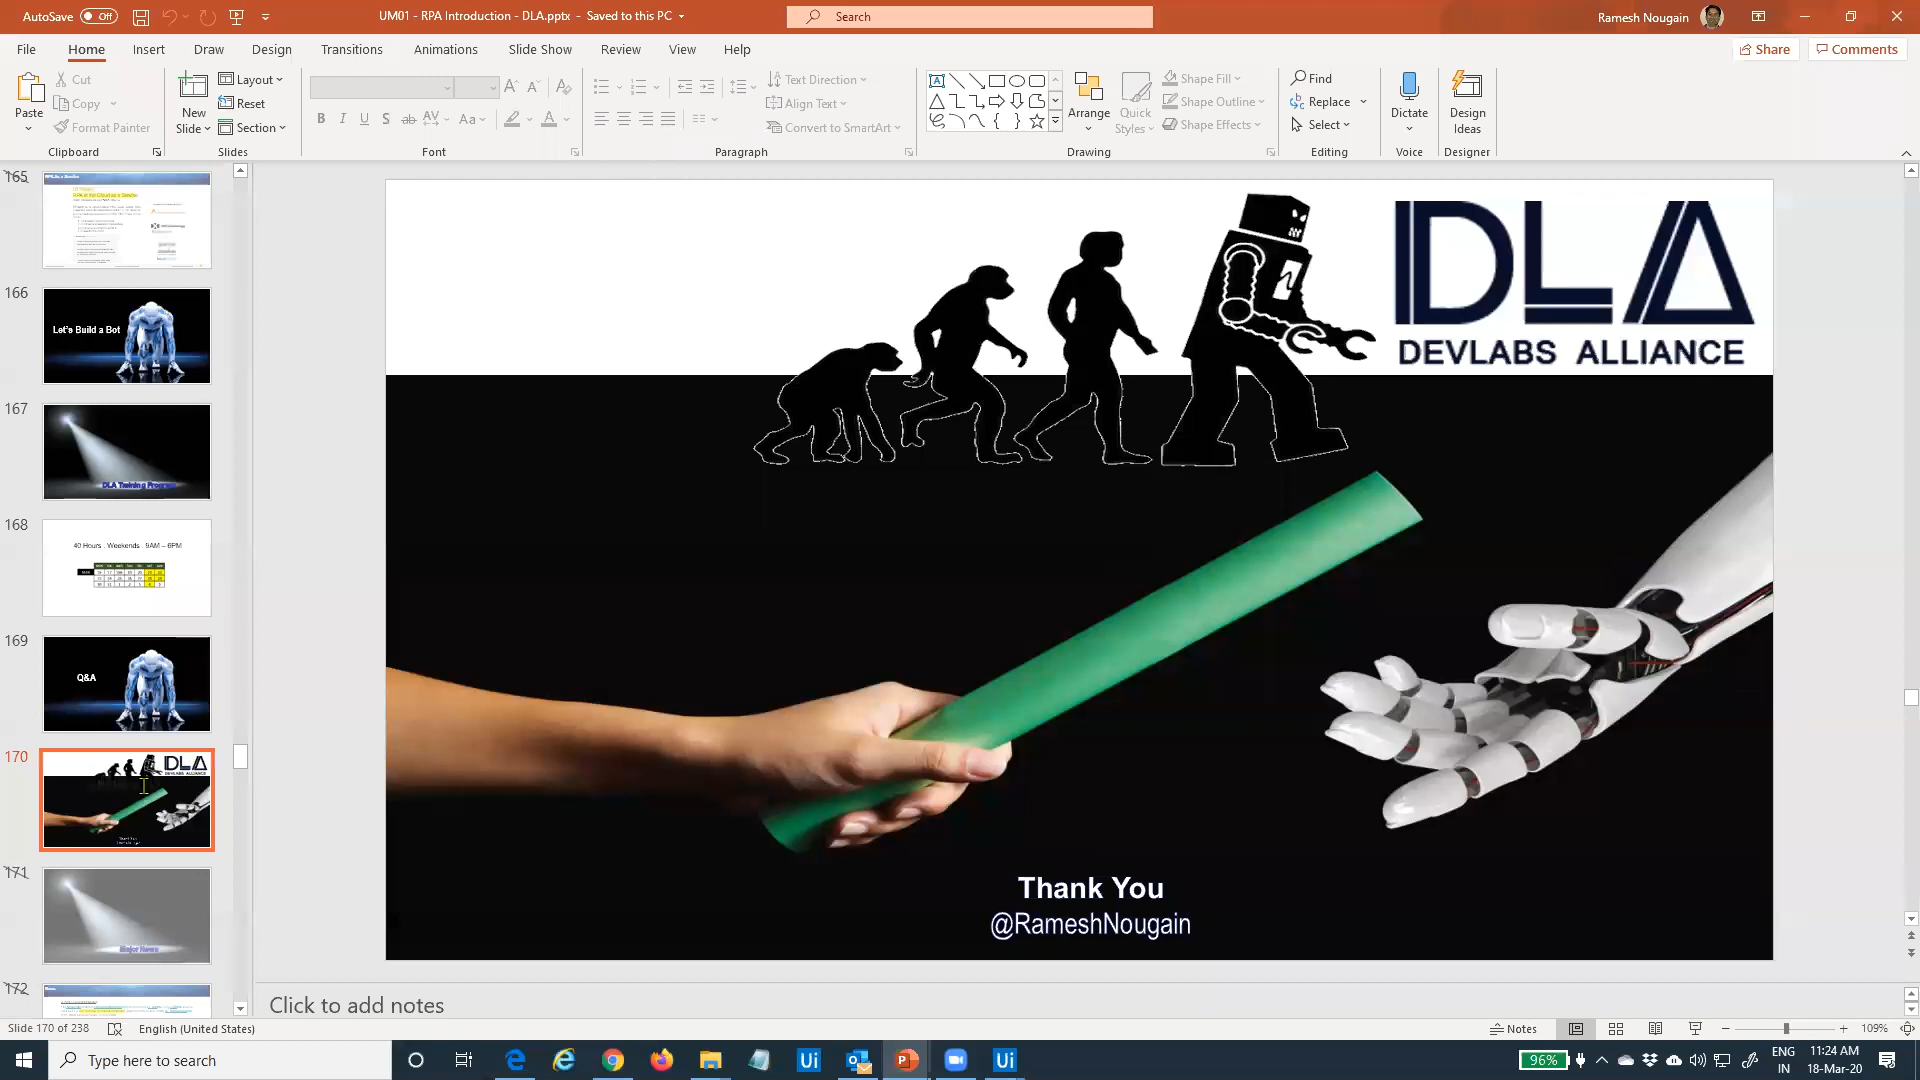 AutoSave Off
UM01 - RPA Introduction - DLA.pptx - Saved to this PC
Search
Ramesh Nougain
File Home Insert Draw Design Transitions Animations Slide Show Review View Help
Share Comments
Paste
Cut
Copy
Format Painter
Clipboard
New Slide
Layout
Reset
Section
Slides
Font
Text Direction
Align Text
Convert to SmartArt
Paragraph
Arrange
Quick Styles
Shape Fill
Shape Outline
Shape Effects
Drawing
Find
Replace
Select
Editing
Dictate
Voice
Design Ideas
Designer
165
166
Let's Build a Bot
167
DLA Training Program
168
40 Hours . Weekends . 9AM – 6PM
169
Q&A
170
171
Major News
172
DLA
DEVLABS ALLIANCE
Thank You
@RameshNougain
Click to add notes
Slide 170 of 238
English (United States)
Notes
109%
Type here to search
96%
ENG
IN
11:24 AM
18-Mar-20